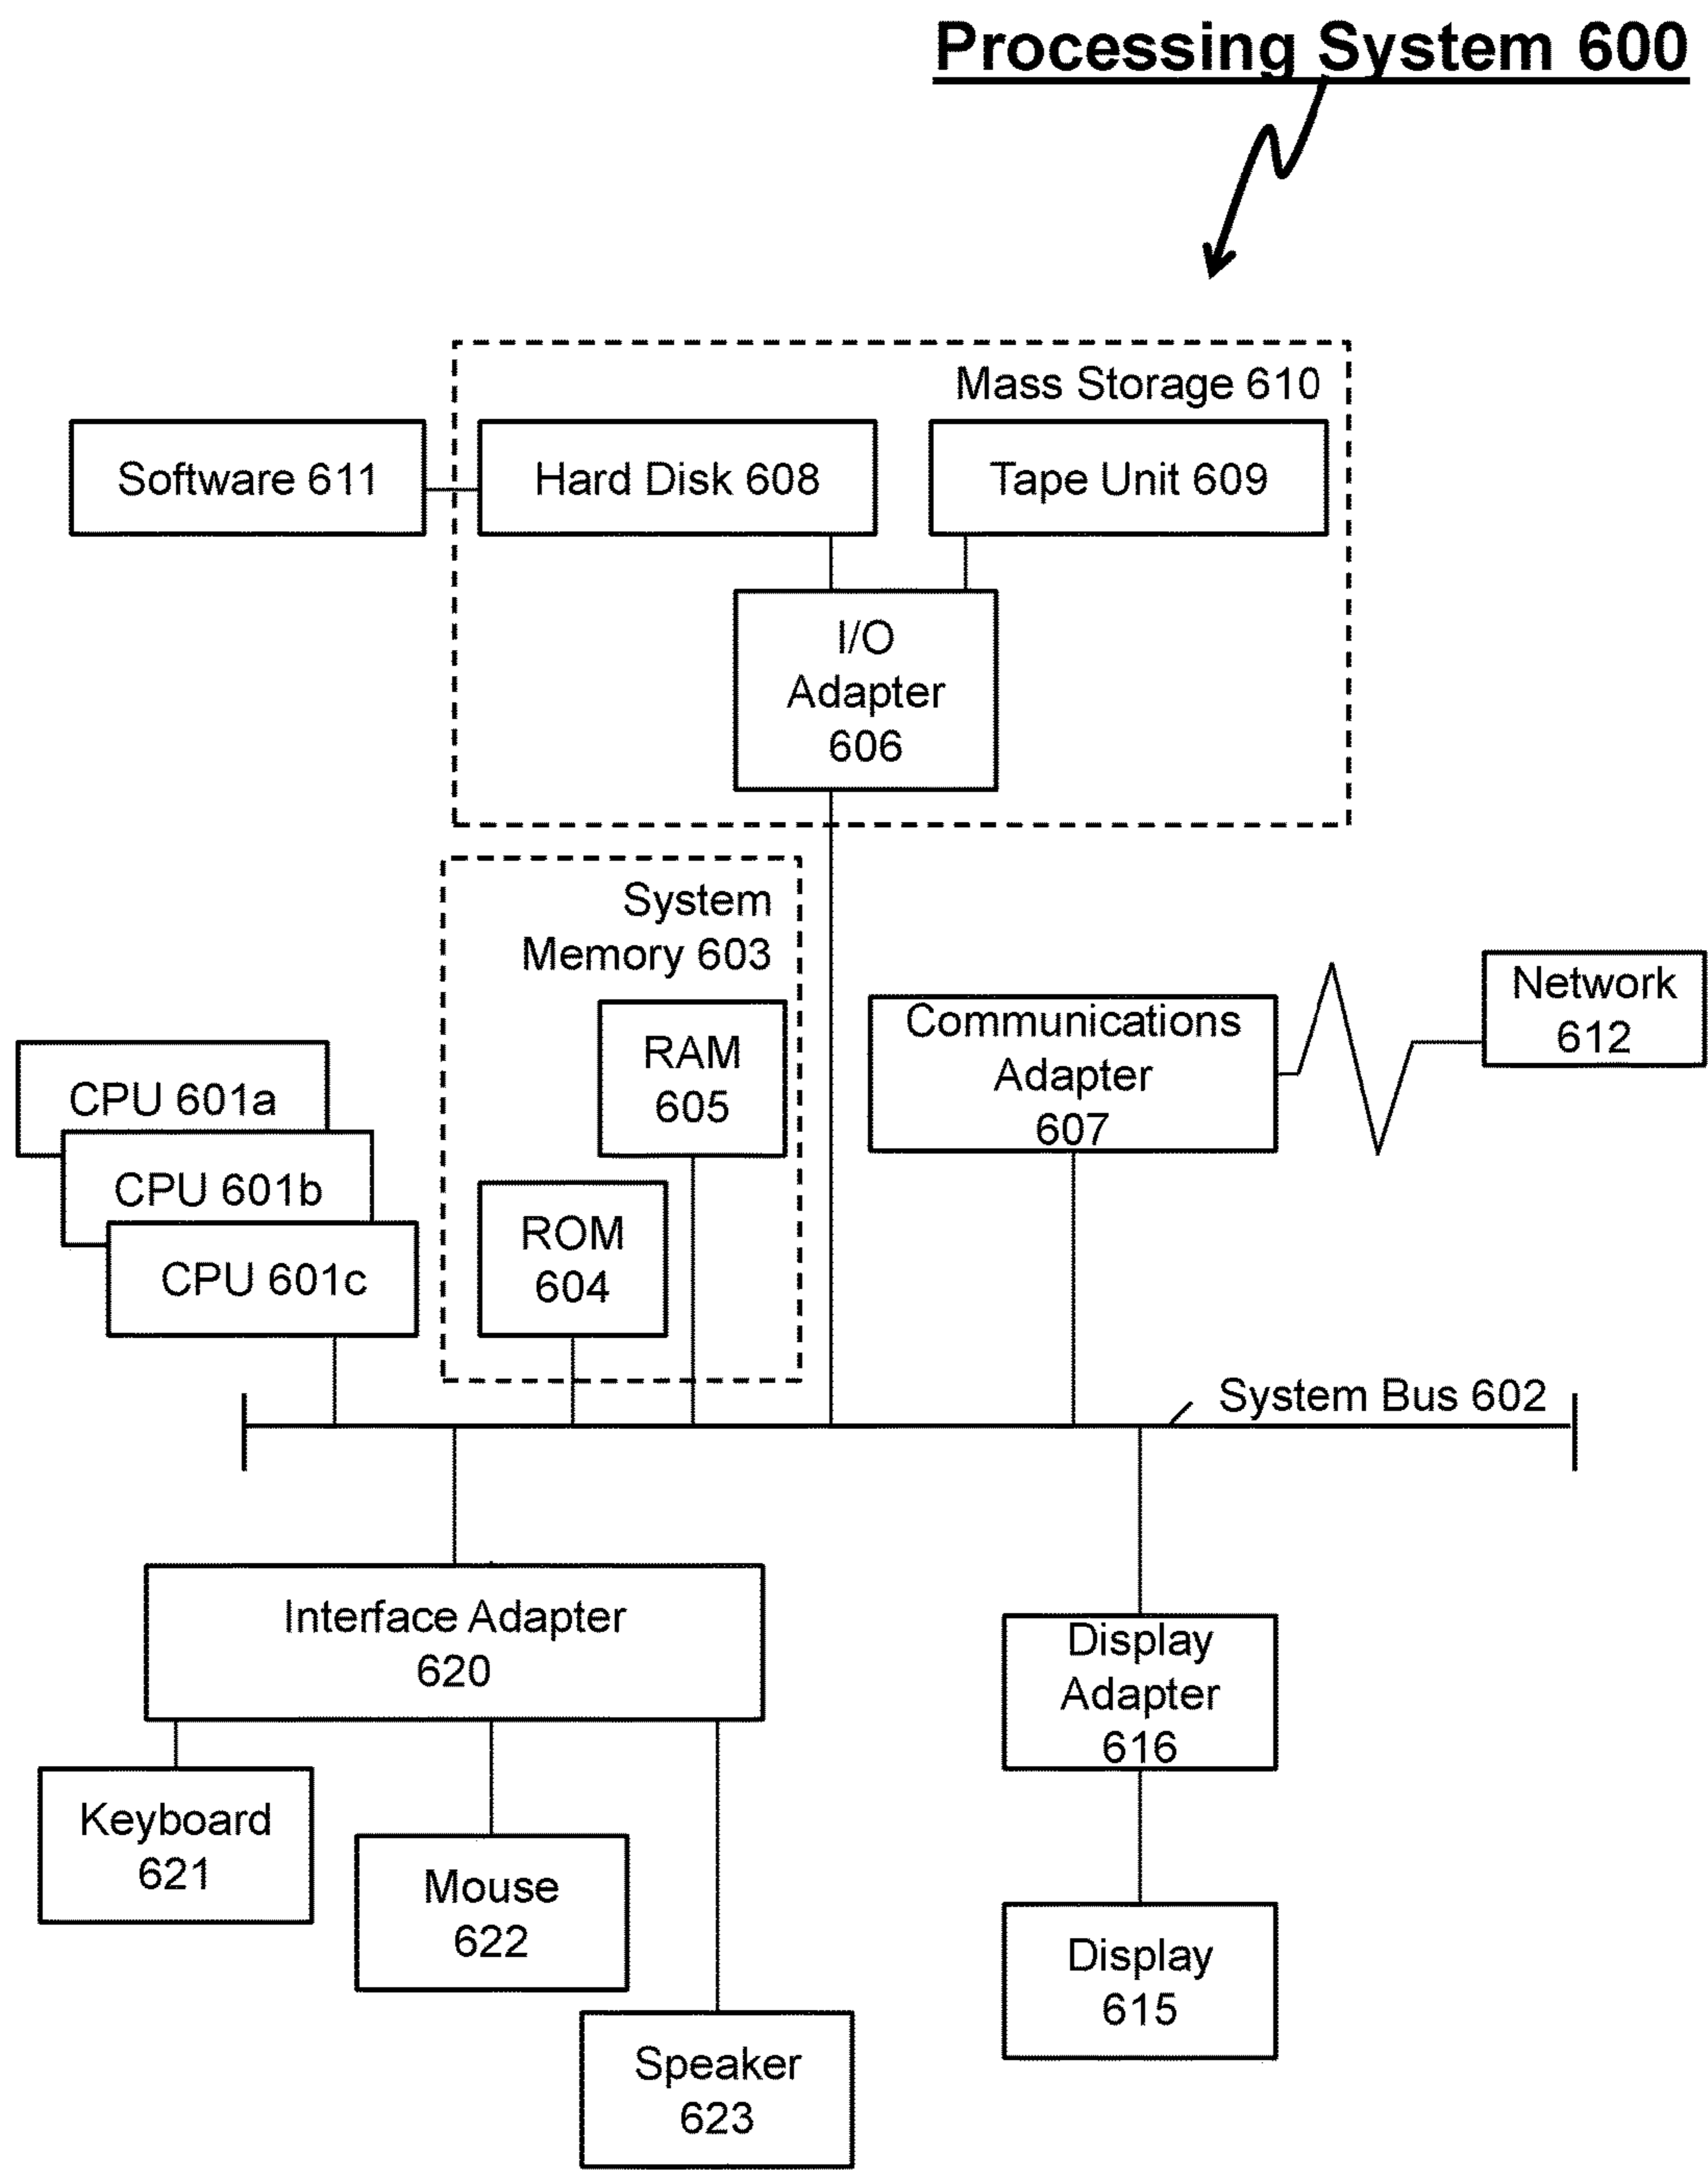 Processing System 600
Mass Storage 610
Software 611
Hard Disk 608
Tape Unit 609
I/O
Adapter
606
System
Memory 603
RAM
605
ROM
604
Communications
Adapter
607
Network
612
CPU 601a
CPU 601b
CPU 601c
System Bus 602
Interface Adapter
620
Keyboard
621
Mouse
622
Speaker
623
Display
Adapter
616
Display
615